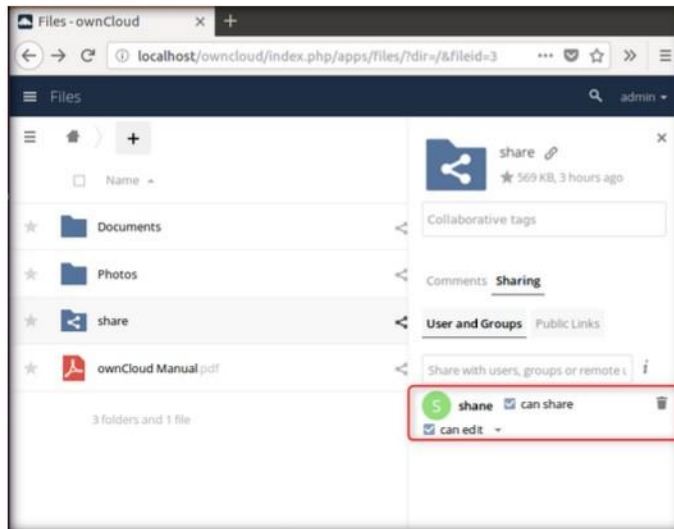 Files - ownCloud
localhost/owncloud/index.php/apps/files/?dir=/&fileid=3
Files
admin
Name
Documents
Photos
share
ownCloud Manual.pdf
3 folders and 1 file
share
569 KB, 3 hours ago
Collaborative tags
Comments Sharing
User and Groups Public Links
Share with users, groups or remote u
i
S shane can share
can edit